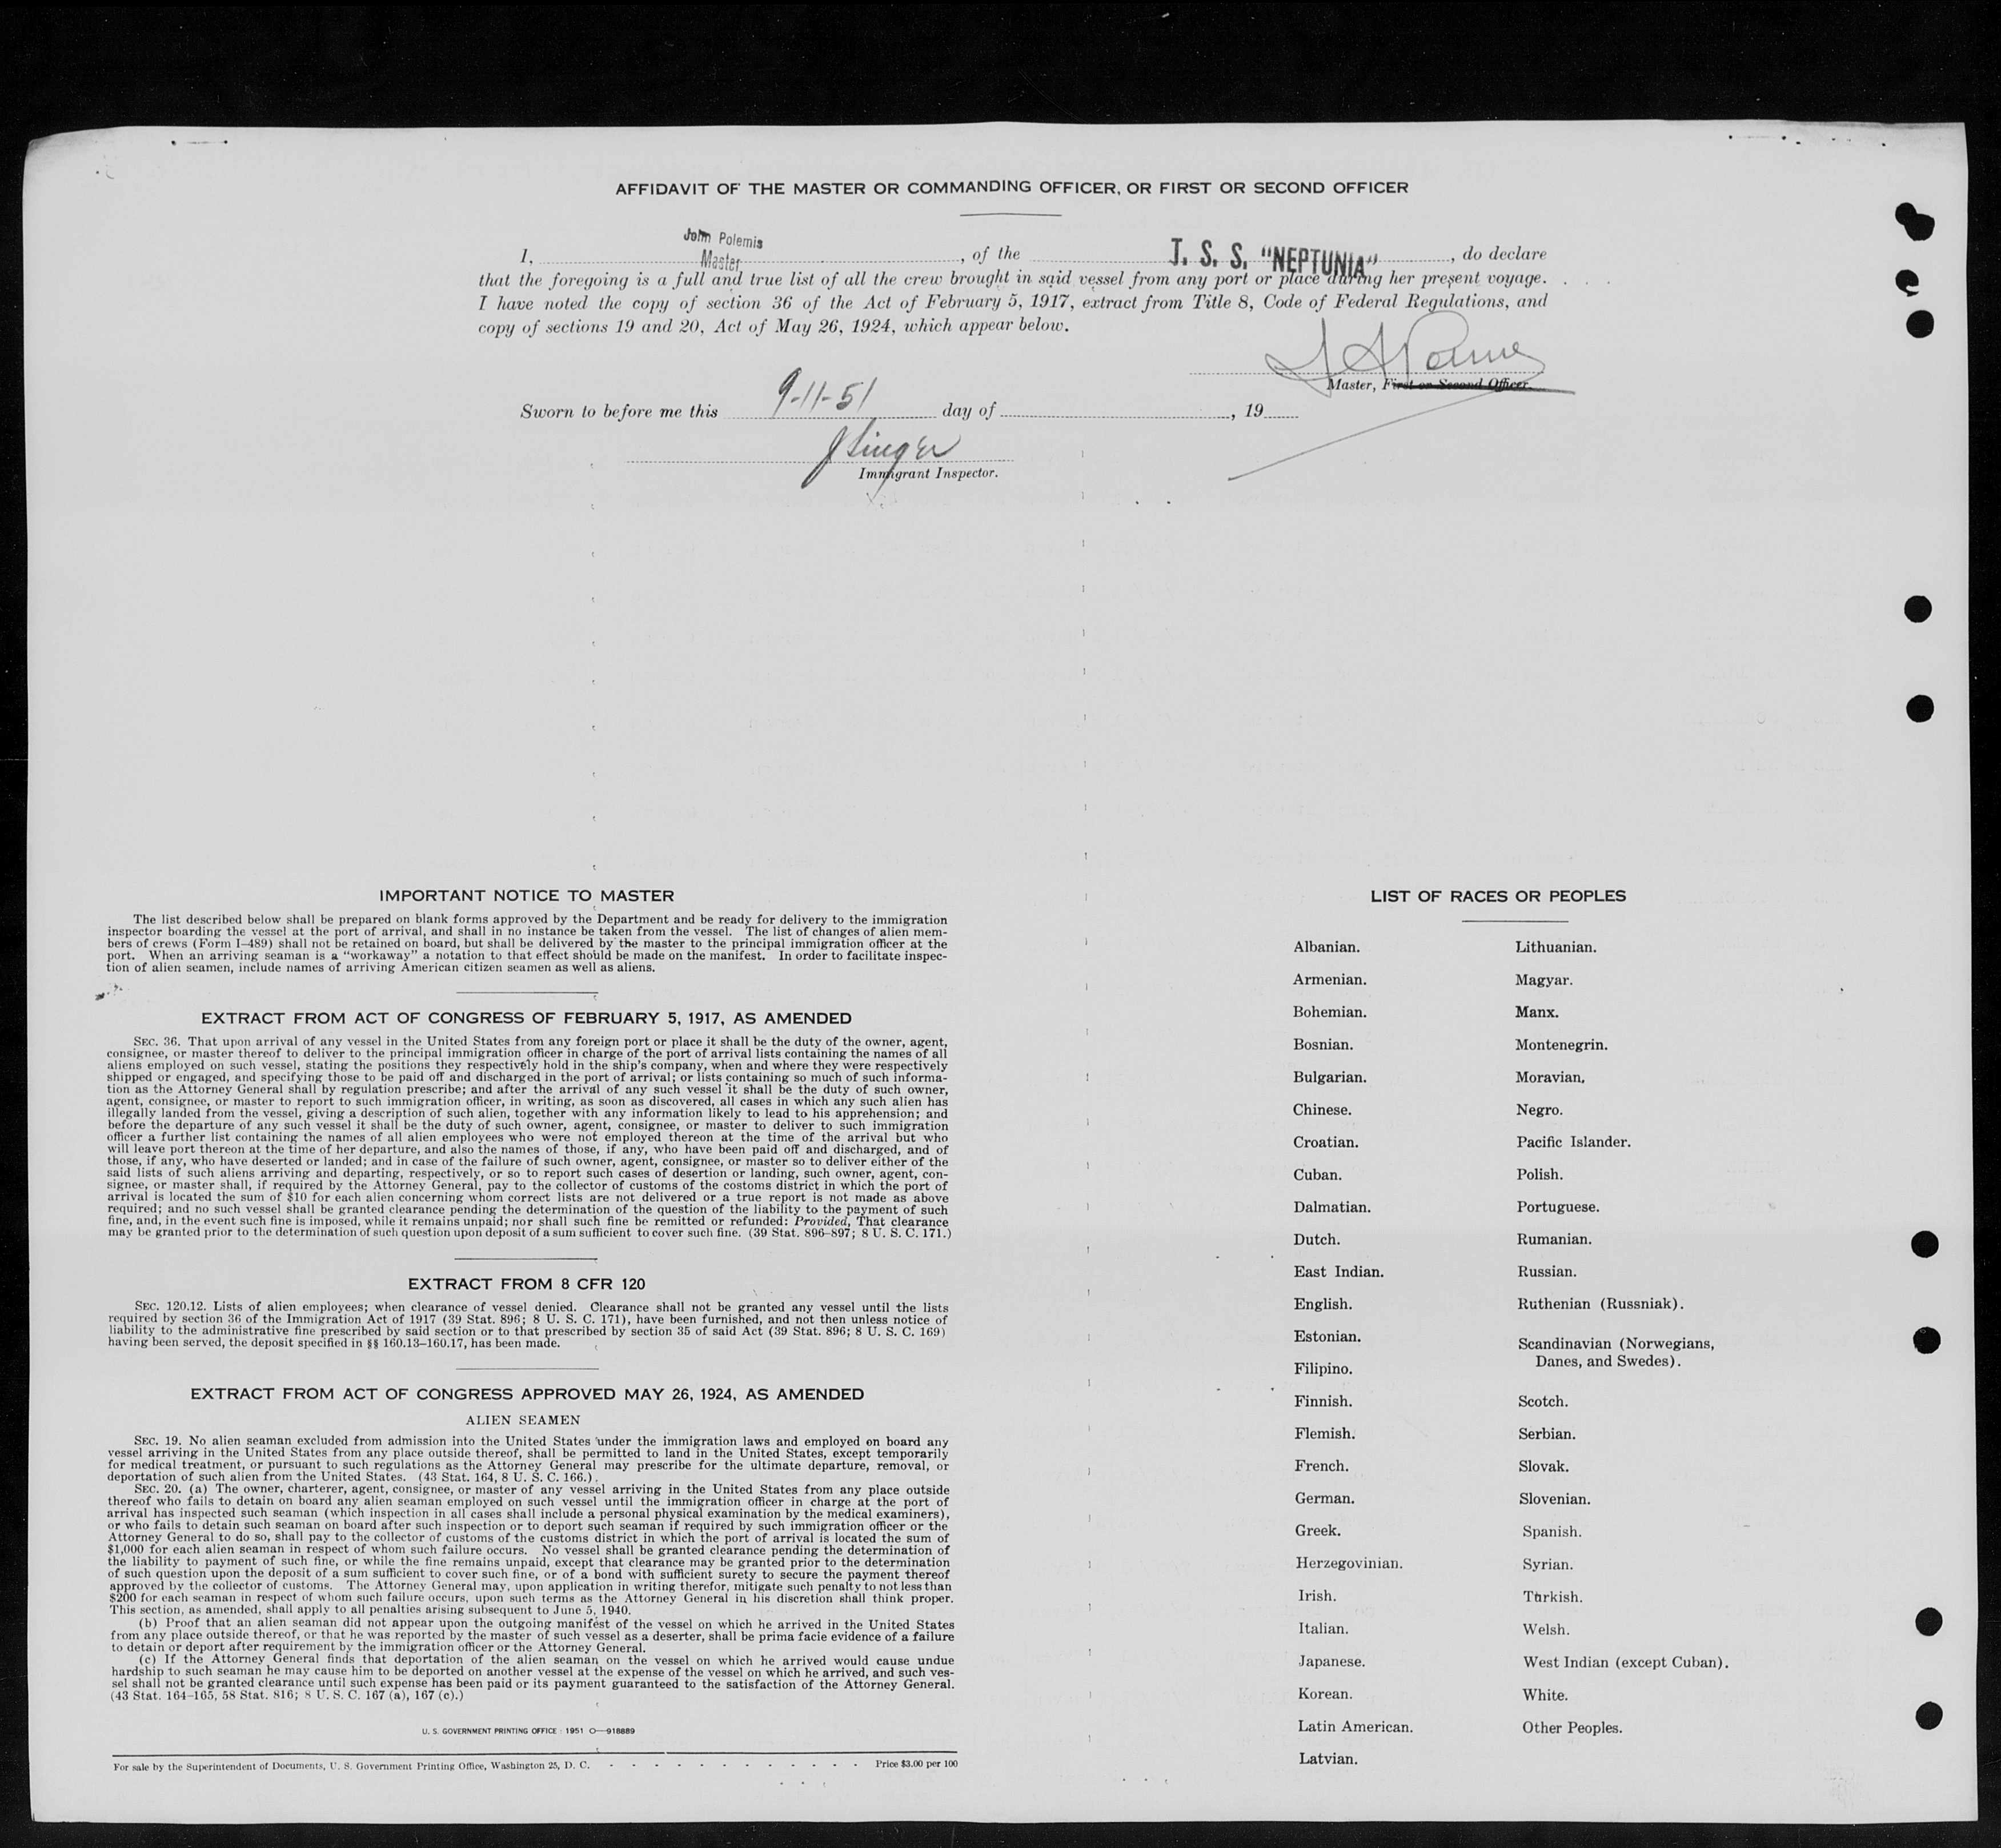 AFFIDAVIT OF THE MASTER OR COMMANDING OFFICER, OR FIRST OR SECOND OFFICER
John Polemis
I, Master, of the T. S. S. "NEPTUNIA", do declare
that the foregoing is a full and true list of all the crew brought in said vessel from any port or place during her present voyage.
I have noted the copy of section 36 of the Act of February 5, 1917, extract from Title 8, Code of Federal Regulations, and
copy of sections 19 and 20, Act of May 26, 1924, which appear below.
Master, First or Second Officer.
Sworn to before me this 9-11-51 day of , 19
J Singer
Immigrant Inspector.
IMPORTANT NOTICE TO MASTER
The list described below shall be prepared on blank forms approved by the Department and be ready for delivery to the immigration
inspector boarding the vessel at the port of arrival, and shall in no instance be taken from the vessel. The list of changes of alien mem-
bers of crews (Form I-489) shall not be retained on board, but shall be delivered by the master to the principal immigration officer at the
port. When an arriving seaman is a "workaway" a notation to that effect should be made on the manifest. In order to facilitate inspec-
tion of alien seamen, include names of arriving American citizen seamen as well as aliens.
EXTRACT FROM ACT OF CONGRESS OF FEBRUARY 5, 1917, AS AMENDED
SEC. 36. That upon arrival of any vessel in the United States from any foreign port or place it shall be the duty of the owner, agent,
consignee, or master thereof to deliver to the principal immigration officer in charge of the port of arrival lists containing the names of all
aliens employed on such vessel, stating the positions they respectively hold in the ship's company, when and where they were respectively
shipped or engaged, and specifying those to be paid off and discharged in the port of arrival; or lists containing so much of such informa-
tion as the Attorney General shall by regulation prescribe; and after the arrival of any such vessel it shall be the duty of such owner,
agent, consignee, or master to report to such immigration officer, in writing, as soon as discovered, all cases in which any such alien has
illegally landed from the vessel, giving a description of such alien, together with any information likely to lead to his apprehension; and
before the departure of any such vessel it shall be the duty of such owner, agent, consignee, or master to deliver to such immigration
officer a further list containing the names of all alien employees who were not employed thereon at the time of the arrival but who
will leave port thereon at the time of her departure, and also the names of those, if any, who have been paid off and discharged, and of
those, if any, who have deserted or landed; and in case of the failure of such owner, agent, consignee, or master so to deliver either of the
said lists of such aliens arriving and departing, respectively, or so to report such cases of desertion or landing, such owner, agent, con-
signee, or master shall, if required by the Attorney General, pay to the collector of customs of the costoms district in which the port of
arrival is located the sum of $10 for each alien concerning whom correct lists are not delivered or a true report is not made as above
required; and no such vessel shall be granted clearance pending the determination of the question of the liability to the payment of such
fine, and, in the event such fine is imposed, while it remains unpaid; nor shall such fine be remitted or refunded: Provided, That clearance
may be granted prior to the determination of such question upon deposit of a sum sufficient to cover such fine. (39 Stat. 896-897; 8 U. S. C. 171.)
EXTRACT FROM 8 CFR 120
SEC. 120.12. Lists of alien employees; when clearance of vessel denied. Clearance shall not be granted any vessel until the lists
required by section 36 of the Immigration Act of 1917 (39 Stat. 896; 8 U. S. C. 171), have been furnished, and not then unless notice of
liability to the administrative fine prescribed by said section or to that prescribed by section 35 of said Act (39 Stat. 896; 8 U. S. C. 169)
having been served, the deposit specified in §§ 160.13-160.17, has been made.
EXTRACT FROM ACT OF CONGRESS APPROVED MAY 26, 1924, AS AMENDED
ALIEN SEAMEN
SEC. 19. No alien seaman excluded from admission into the United States under the immigration laws and employed on board any
vessel arriving in the United States from any place outside thereof, shall be permitted to land in the United States, except temporarily
for medical treatment, or pursuant to such regulations as the Attorney General may prescribe for the ultimate departure, removal, or
deportation of such alien from the United States. (43 Stat. 164, 8 U. S. C. 166.)
SEC. 20. (a) The owner, charterer, agent, consignee, or master of any vessel arriving in the United States from any place outside
thereof who fails to detain on board any alien seaman employed on such vessel until the immigration officer in charge at the port of
arrival has inspected such seaman (which inspection in all cases shall include a personal physical examination by the medical examiners),
or who fails to detain such seaman on board after such inspection or to deport such seaman if required by such immigration officer or the
Attorney General to do so, shall pay to the collector of customs of the customs district in which the port of arrival is located the sum of
$1,000 for each alien seaman in respect of whom such failure occurs. No vessel shall be granted clearance pending the determination of
the liability to payment of such fine, or while the fine remains unpaid, except that clearance may be granted prior to the determination
of such question upon the deposit of a sum sufficient to cover such fine, or of a bond with sufficient surety to secure the payment thereof
approved by the collector of customs. The Attorney General may, upon application in writing therefor, mitigate such penalty to not less than
$200 for each seaman in respect of whom such failure occurs, upon such terms as the Attorney General in his discretion shall think proper.
This section, as amended, shall apply to all penalties arising subsequent to June 5, 1940.
(b) Proof that an alien seaman did not appear upon the outgoing manifest of the vessel on which he arrived in the United States
from any place outside thereof, or that he was reported by the master of such vessel as a deserter, shall be prima facie evidence of a failure
to detain or deport after requirement by the immigration officer or the Attorney General.
(c) If the Attorney General finds that deportation of the alien seaman on the vessel on which he arrived would cause undue
hardship to such seaman he may cause him to be deported on another vessel at the expense of the vessel on which he arrived, and such ves-
sel shall not be granted clearance until such expense has been paid or its payment guaranteed to the satisfaction of the Attorney General.
(43 Stat. 164-165, 58 Stat. 816; 8 U. S. C. 167 (a), 167 (c).)
U. S. GOVERNMENT PRINTING OFFICE : 1951 O—918889
For sale by the Superintendent of Documents, U. S. Government Printing Office, Washington 25, D. C. - - - - - - - - - - - - Price $3.00 per 100
LIST OF RACES OR PEOPLES
Albanian.
Armenian.
Bohemian.
Bosnian.
Bulgarian.
Chinese.
Croatian.
Cuban.
Dalmatian.
Dutch.
East Indian.
English.
Estonian.
Filipino.
Finnish.
Flemish.
French.
German.
Greek.
Herzegovinian.
Irish.
Italian.
Japanese.
Korean.
Latin American.
Latvian.
Lithuanian.
Magyar.
Manx.
Montenegrin.
Moravian.
Negro.
Pacific Islander.
Polish.
Portuguese.
Rumanian.
Russian.
Ruthenian (Russniak).
Scandinavian (Norwegians,
Danes, and Swedes).
Scotch.
Serbian.
Slovak.
Slovenian.
Spanish.
Syrian.
Turkish.
Welsh.
West Indian (except Cuban).
White.
Other Peoples.